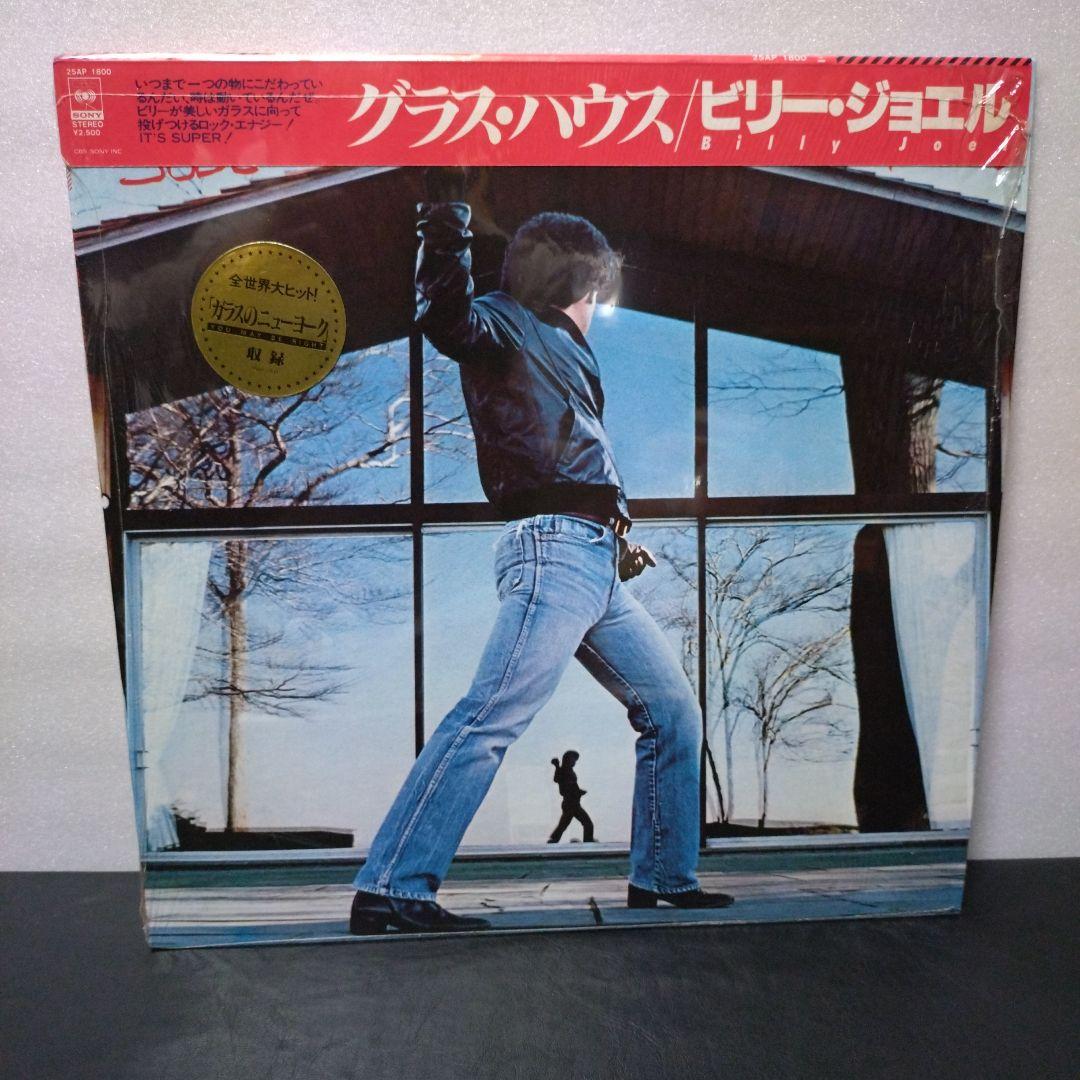 25AP 1800
SONY
STEREO
¥2,500
CBS/SONY INC
いつまで一つの物にこだわってい
るんだい、時は動いているんだぜ
ビリーが美しいガラスに向って
投げつけるロック・エナジー!
IT'S SUPER!
グラス・ハウス/ビリー・ジョエル
Billy Joel
25AP 1800
全世界大ヒット!
「ガラスのニューヨーク」
YOU MAY BE RIGHT
収録